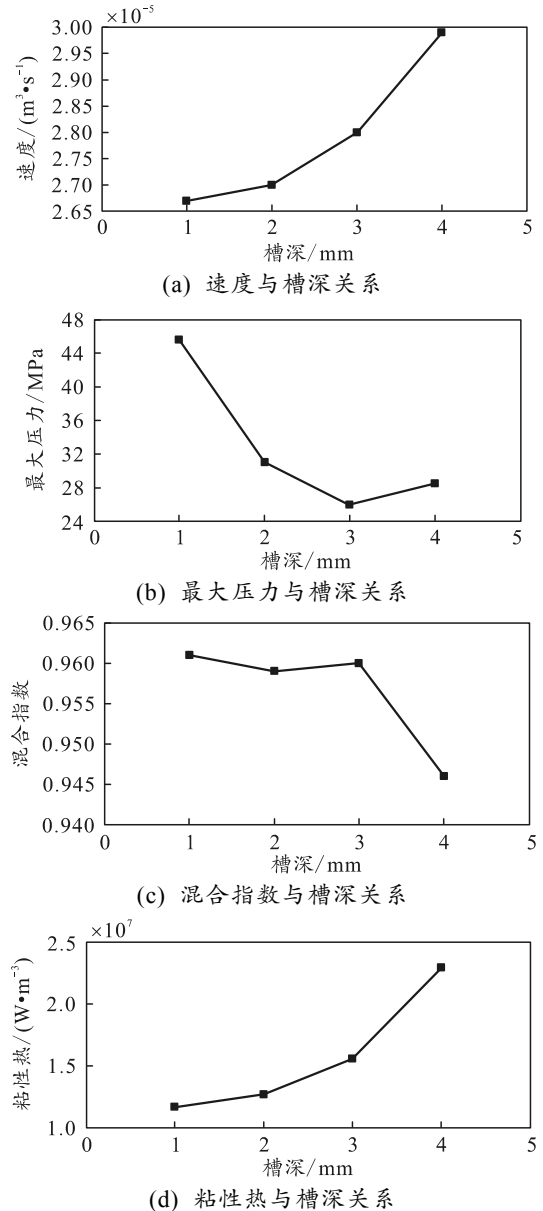 ×10⁻⁵
3.00
2.95
2.90
2.85
2.80
2.75
2.70
2.65
速度/(m³•s⁻¹)
0 1 2 3 4 5
槽深/mm
(a) 速度与槽深关系
48
44
40
36
32
28
24
最大压力/MPa
0 1 2 3 4 5
槽深/mm
(b) 最大压力与槽深关系
0.965
0.960
0.955
0.950
0.945
0.940
混合指数
0 1 2 3 4 5
槽深/mm
(c) 混合指数与槽深关系
×10⁷
2.5
2.0
1.5
1.0
粘性热/(W•m⁻³)
0 1 2 3 4 5
槽深/mm
(d) 粘性热与槽深关系